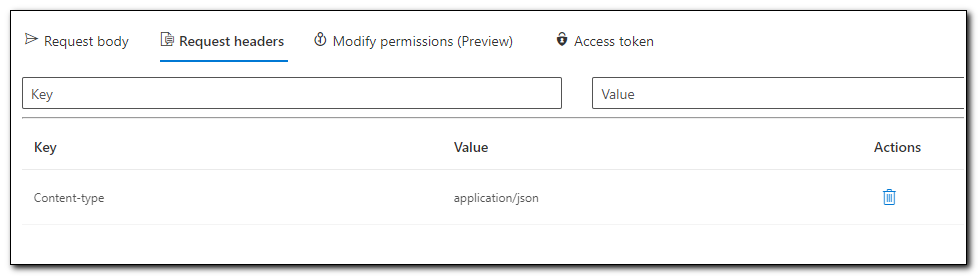 Request body Request headers Modify permissions (Preview) Access token
Key Value
Key Value Actions
Content-type application/json